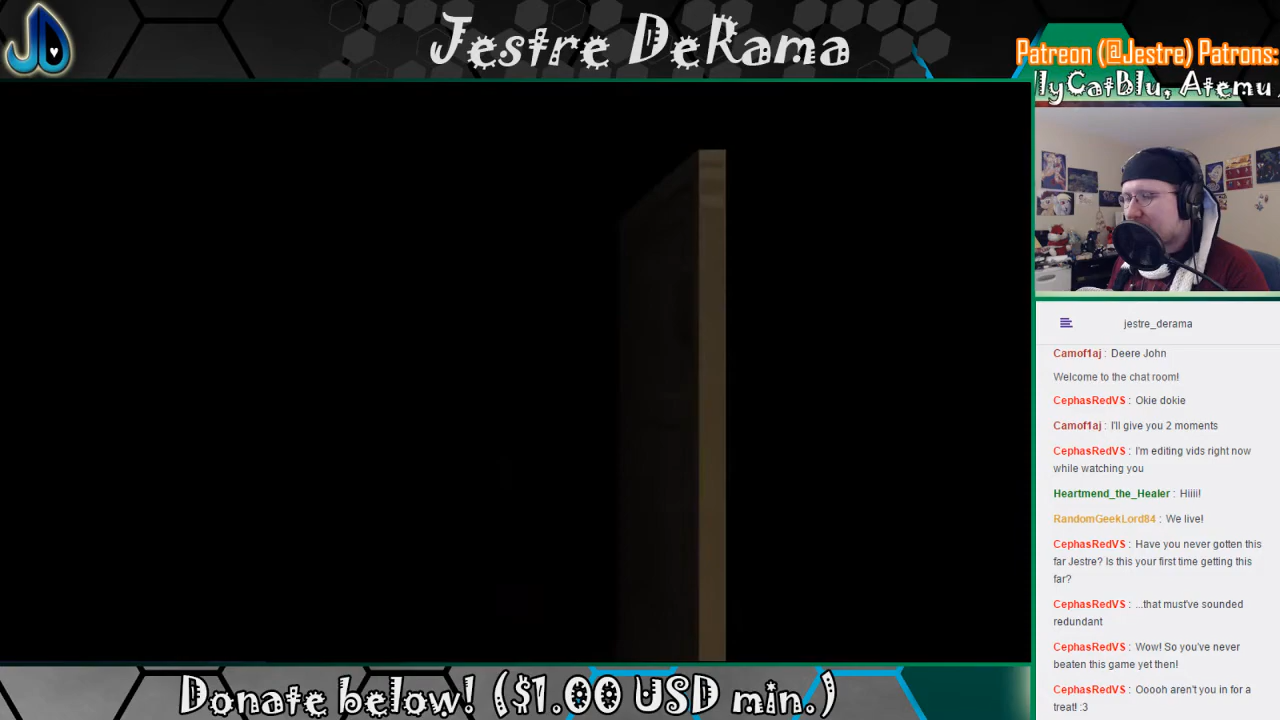 JD
Jestre DeRama
Patreon (@Jestre) Patrons:
llyCatBlu, Atemu
jestre_derama
Camof1aj : Deere John
Welcome to the chat room!
CephasRedVS : Okie dokie
Camof1aj : I'll give you 2 moments
CephasRedVS : I'm editing vids right now
while watching you
Heartmend_the_Healer : Hiiii!
RandomGeekLord84 : We live!
CephasRedVS : Have you never gotten this
far Jestre? Is this your first time getting this
far?
CephasRedVS : ...that must've sounded
redundant
CephasRedVS : Wow! So you've never
beaten this game yet then!
CephasRedVS : Ooooh aren't you in for a
treat! :3
Donate below! ($1.00 USD min.)